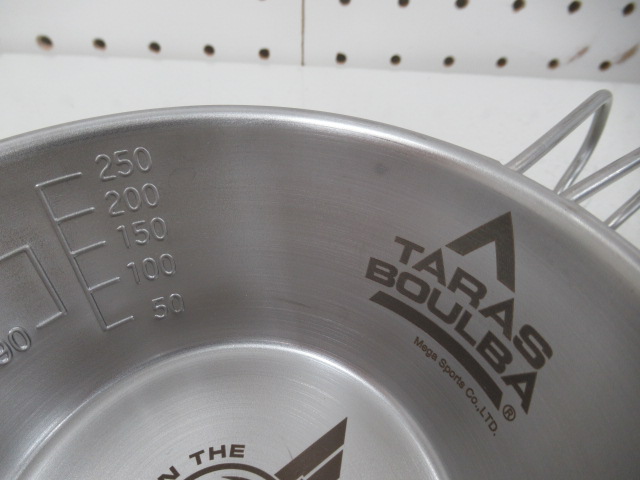 250
200
150
100
50
90
TARAS
BOULBA®
Mega Sports Co.,LTD.
N THE